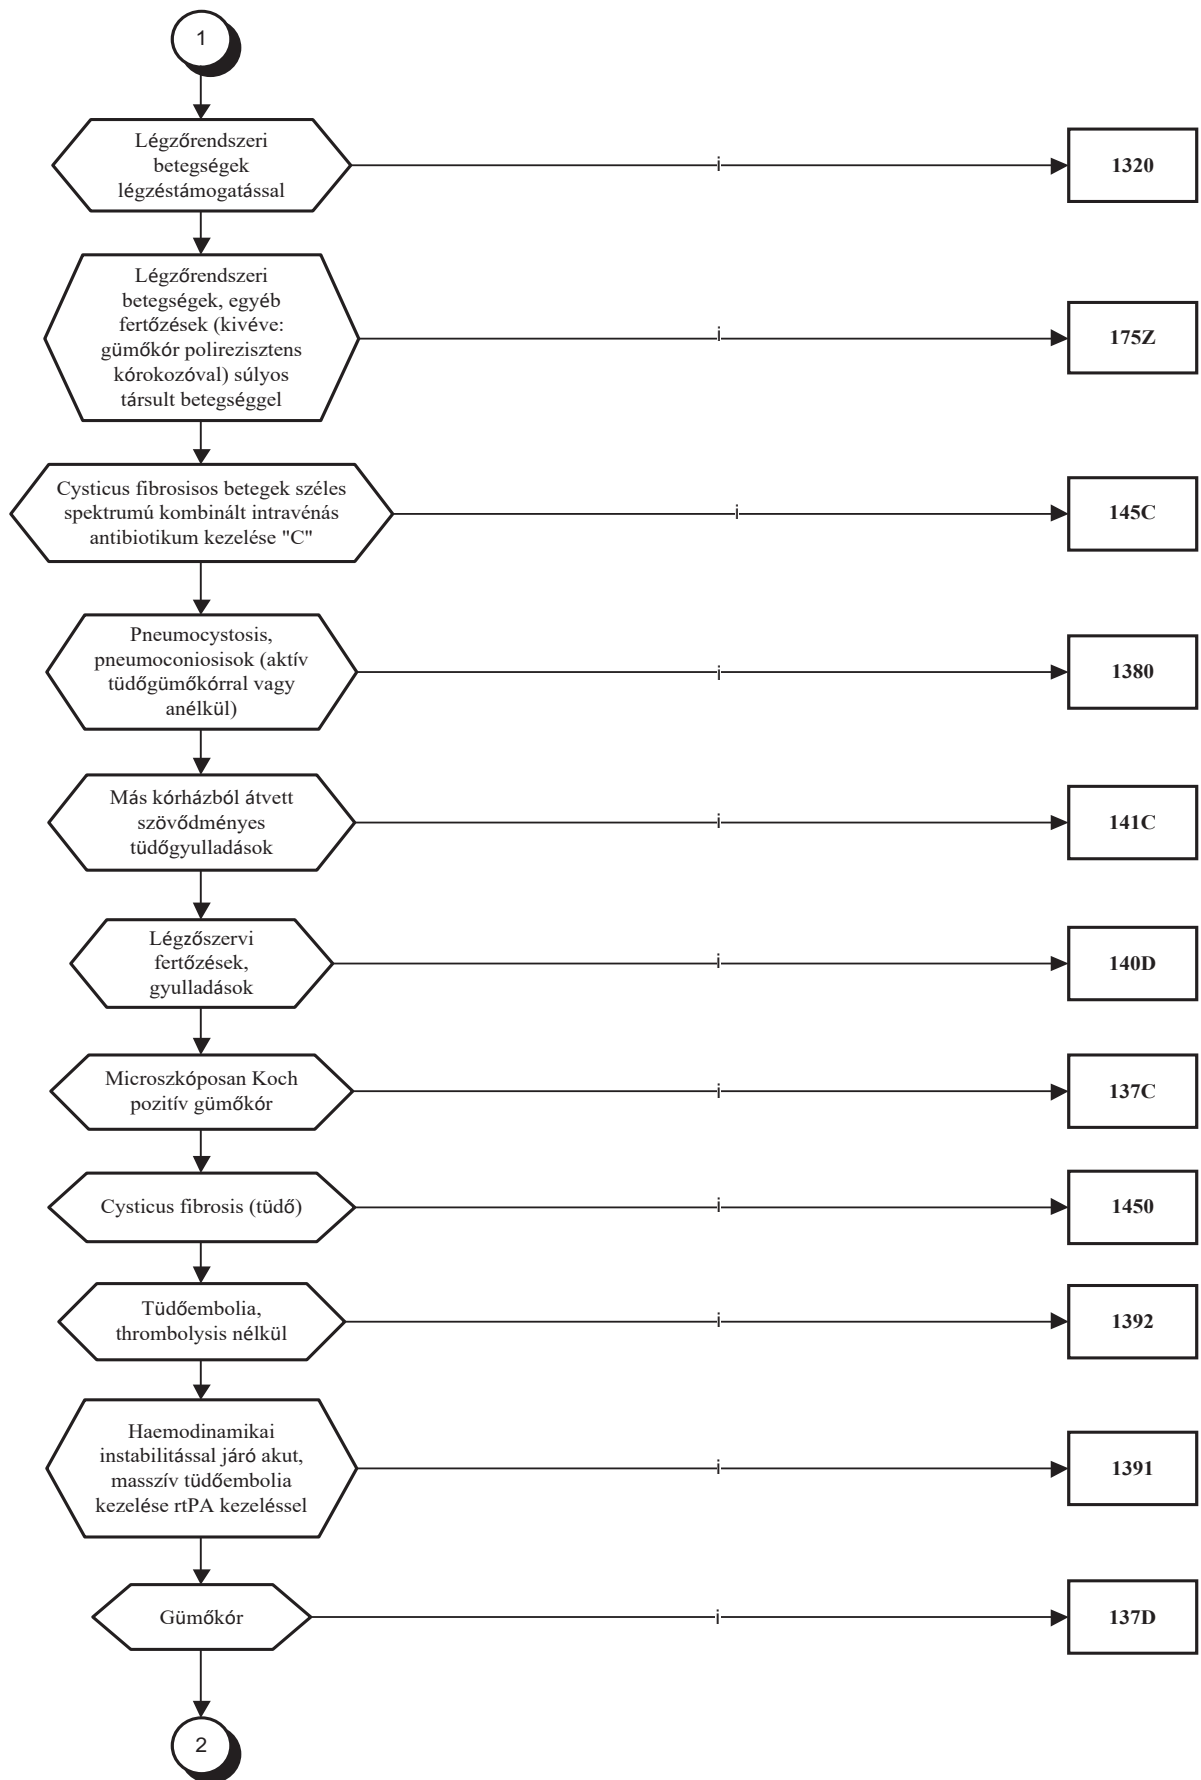 1
Légzőrendszeri
betegségek
légzéstámogatással
i
1320
Légzőrendszeri
betegségek, egyéb
fertőzések (kivéve:
gümőkór polirezisztens
kórokozóval) súlyos
társult betegséggel
i
175Z
Cysticus fibrosisos betegek széles
spektrumú kombinált intravénás
antibiotikum kezelése "C"
i
145C
Pneumocystosis,
pneumoconiosisok (aktív
tüdőgümőkórral vagy
anélkül)
i
1380
Más kórházból átvett
szövődményes
tüdőgyulladások
i
141C
Légzőszervi
fertőzések,
gyulladások
i
140D
Microszkóposan Koch
pozitív gümőkór
i
137C
Cysticus fibrosis (tüdő)
i
1450
Tüdőembolia,
thrombolysis nélkül
i
1392
Haemodinamikai
instabilitással járó akut,
masszív tüdőembolia
kezelése rtPA kezeléssel
i
1391
Gümőkór
i
137D
2